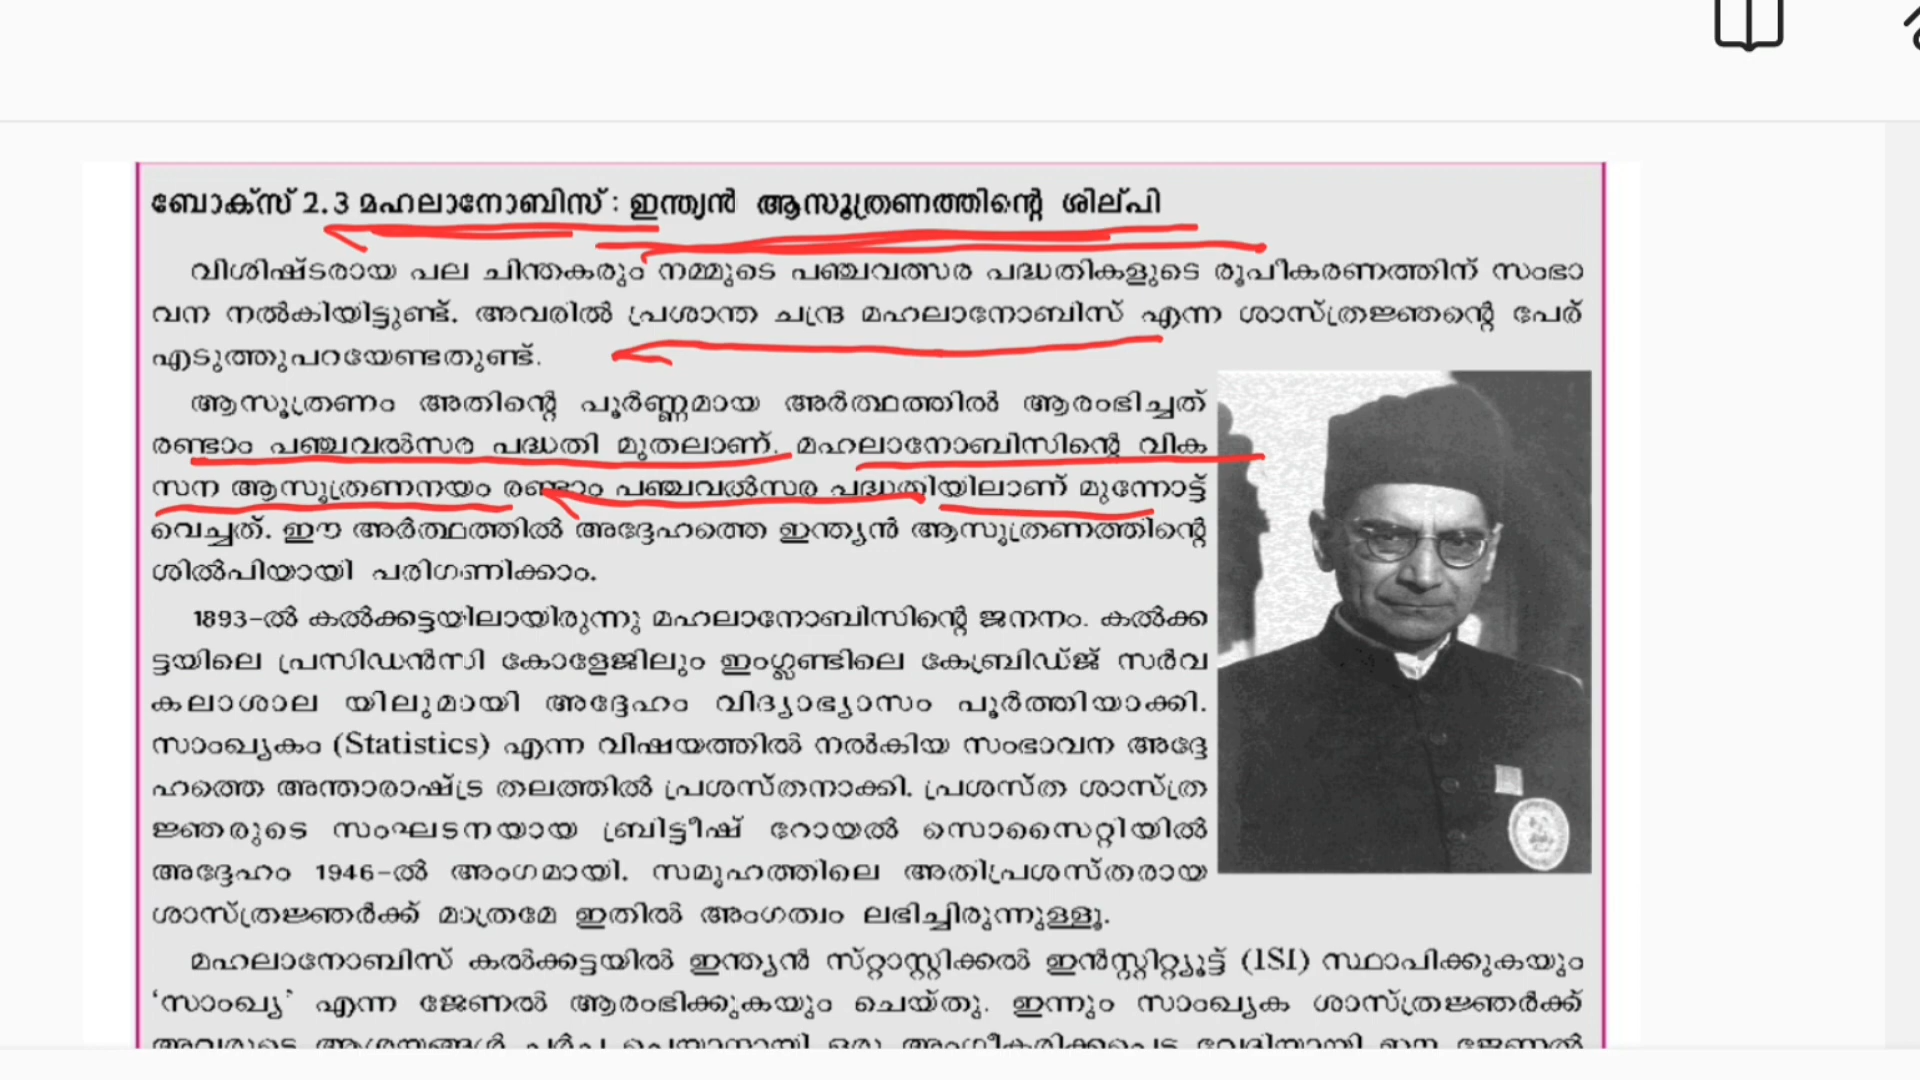 ബോക്സ് 2.3 മഹലാനോബിസ് : ഇന്ത്യൻ ആസൂത്രണത്തിന്റെ ശില്പി
വിശിഷ്ടരായ പല ചിന്തകരും നമ്മുടെ പഞ്ചവത്സര പദ്ധതികളുടെ രൂപീകരണത്തിന് സംഭാ
വന നൽകിയിട്ടുണ്ട്. അവരിൽ പ്രശാന്ത ചന്ദ്ര മഹലാനോബിസ് എന്ന ശാസ്ത്രജ്ഞന്റെ പേര്
എടുത്തുപറയേണ്ടതുണ്ട്.
ആസൂത്രണം അതിന്റെ പൂർണ്ണമായ അർത്ഥത്തിൽ ആരംഭിച്ചത്
രണ്ടാം പഞ്ചവൽസര പദ്ധതി മുതലാണ്. മഹലാനോബിസിന്റെ വിക
സന ആസൂത്രണനയം രണ്ടാം പഞ്ചവൽസര പദ്ധതിയിലാണ് മുന്നോട്ട്
വെച്ചത്. ഈ അർത്ഥത്തിൽ അദ്ദേഹത്തെ ഇന്ത്യൻ ആസൂത്രണത്തിന്റെ
ശിൽപിയായി പരിഗണിക്കാം.
1893-ൽ കൽക്കട്ടയിലായിരുന്നു മഹലാനോബിസിന്റെ ജനനം. കൽക്ക
ട്ടയിലെ പ്രസിഡൻസി കോളേജിലും ഇംഗ്ലണ്ടിലെ കേംബ്രിഡ്ജ് സർവ
കലാശാല യിലുമായി അദ്ദേഹം വിദ്യാഭ്യാസം പൂർത്തിയാക്കി.
സാംഖ്യകം (Statistics) എന്ന വിഷയത്തിൽ നൽകിയ സംഭാവന അദ്ദേ
ഹത്തെ അന്താരാഷ്ട്ര തലത്തിൽ പ്രശസ്തനാക്കി. പ്രശസ്ത ശാസ്ത്ര
ജ്ഞരുടെ സംഘടനയായ ബ്രിട്ടീഷ് റോയൽ സൊസൈറ്റിയിൽ
അദ്ദേഹം 1946-ൽ അംഗമായി. സമൂഹത്തിലെ അതിപ്രശസ്തരായ
ശാസ്ത്രജ്ഞർക്ക് മാത്രമേ ഇതിൽ അംഗത്വം ലഭിച്ചിരുന്നുള്ളൂ.
മഹലാനോബിസ് കൽക്കട്ടയിൽ ഇന്ത്യൻ സ്റ്റാസ്റ്റിക്കൽ ഇൻസ്റ്റിറ്റ്യൂട്ട് (ISI) സ്ഥാപിക്കുകയും
'സാംഖ്യ' എന്ന ജേണൽ ആരംഭിക്കുകയും ചെയ്തു. ഇന്നും സാംഖ്യക ശാസ്ത്രജ്ഞർക്ക്